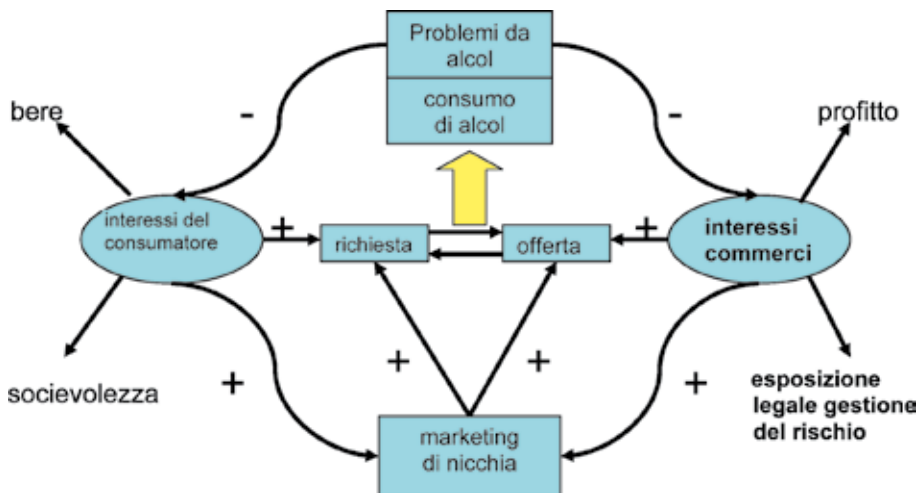 Problemi da
alcol
consumo
di alcol
bere
-
-
profitto
interessi del
consumatore
+
richiesta
offerta
+
interessi
commerci
socievolezza
+
+
+
+
esposizione
legale gestione
del rischio
marketing
di nicchia